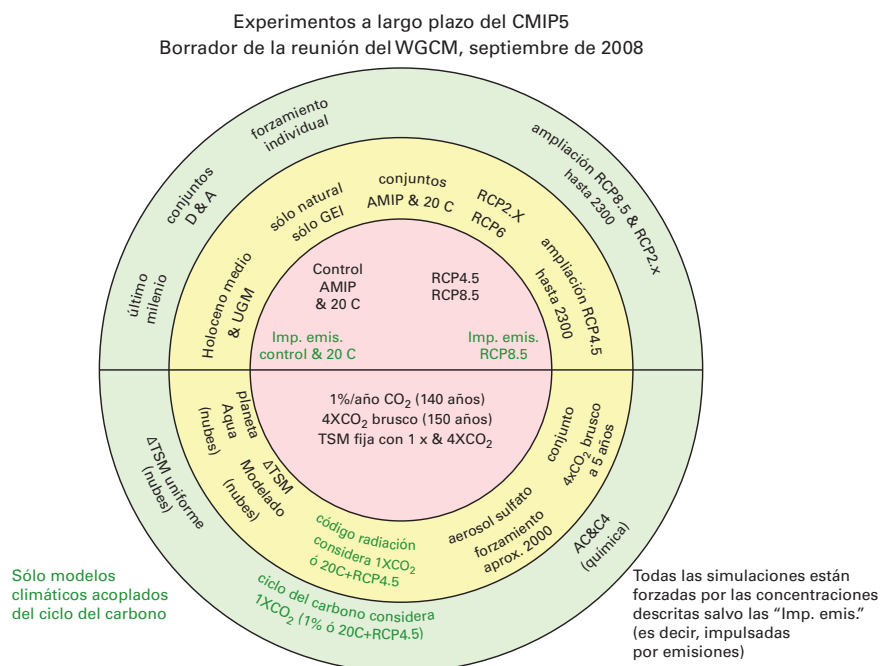 Experimentos a largo plazo del CMIP5
Borrador de la reunión del WGCM, septiembre de 2008
forzamiento
individual
conjuntos
D & A
último
milenio
ampliación RCP8.5 & RCP2.x
hasta 2300
sólo natural
sólo GEI
conjuntos
AMIP & 20 C
RCP2.X
RCP6
Holoceno medio
& UGM
ampliación RCP4.5
hasta 2300
Control
AMIP
& 20 C
RCP4.5
RCP8.5
Imp. emis.
control & 20 C
Imp. emis.
RCP8.5
1%/año CO₂ (140 años)
4XCO₂ brusco (150 años)
TSM fija con 1 x & 4XCO₂
planeta
Aqua
(nubes)
ΔTSM
Modelado
(nubes)
código radiación
considera 1XCO₂
ó 20C+RCP4.5
aerosol sulfato
forzamiento
aprox. 2000
conjunto
4xCO₂ brusco
a 5 años
ΔTSM uniforme
(nubes)
ciclo del carbono considera
1XCO₂ (1% ó 20C+RCP4.5)
AC&C4
(química)
Sólo modelos
climáticos acoplados
del ciclo del carbono
Todas las simulaciones están
forzadas por las concentraciones
descritas salvo las “Imp. emis.”
(es decir, impulsadas
por emisiones)